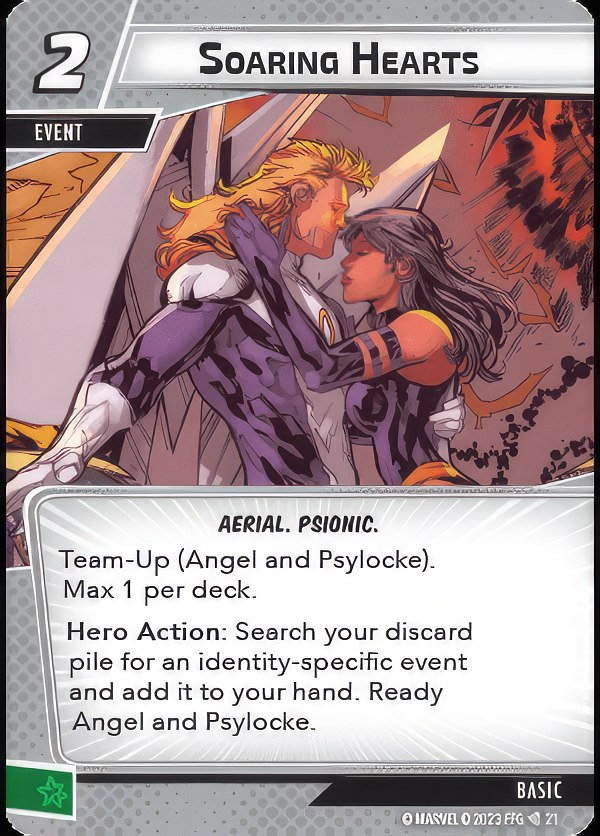 2
SOARING HEARTS
EVENT
AERIAL. PSIONIC.
Team-Up (Angel and Psylocke).
Max 1 per deck.
Hero Action: Search your discard
pile for an identity-specific event
and add it to your hand. Ready
Angel and Psylocke.
BASIC
© MARVEL © 2023 FFG 21